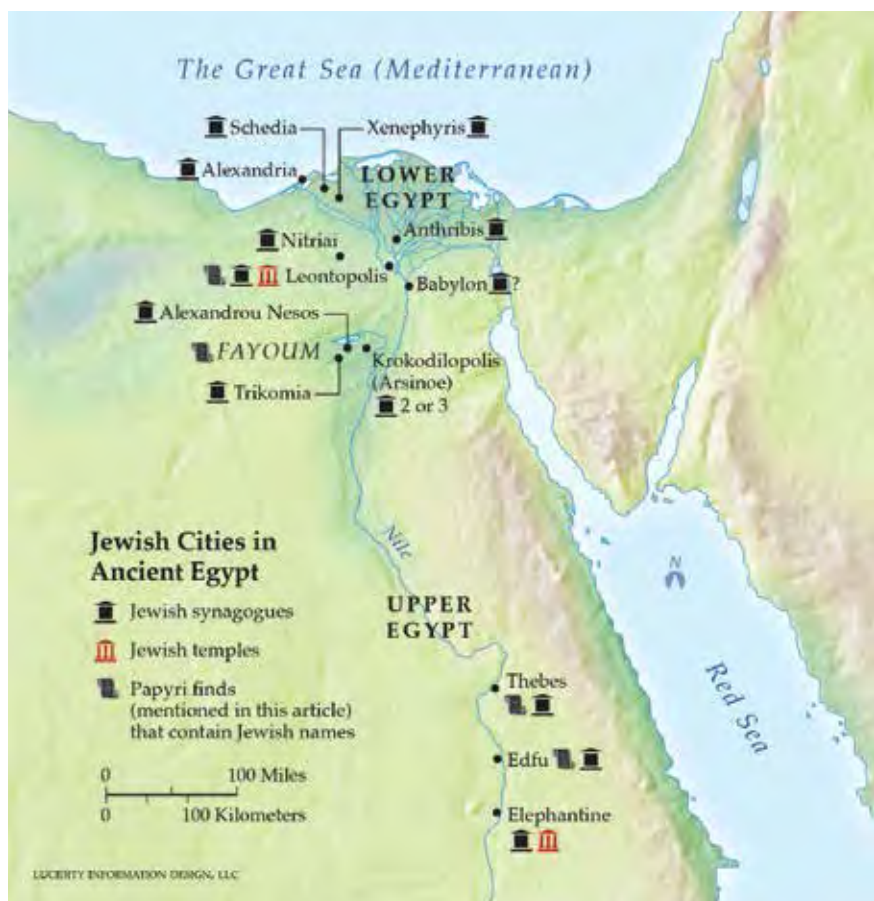 The Great Sea (Mediterranean)
Schedia
Xenephyris
Alexandria
LOWER
EGYPT
Nitriai
Anthribis
Leontopolis
Babylon ?
Alexandrou Nesos
FAYOUM
Krokodilopolis
(Arsinoe)
2 or 3
Trikomia
Nile
Jewish Cities in
Ancient Egypt
Jewish synagogues
Jewish temples
Papyri finds
(mentioned in this article)
that contain Jewish names
0 100 Miles
0 100 Kilometers
UPPER
EGYPT
N
Red Sea
Thebes
Edfu
Elephantine
LUCIDITY INFORMATION DESIGN, LLC